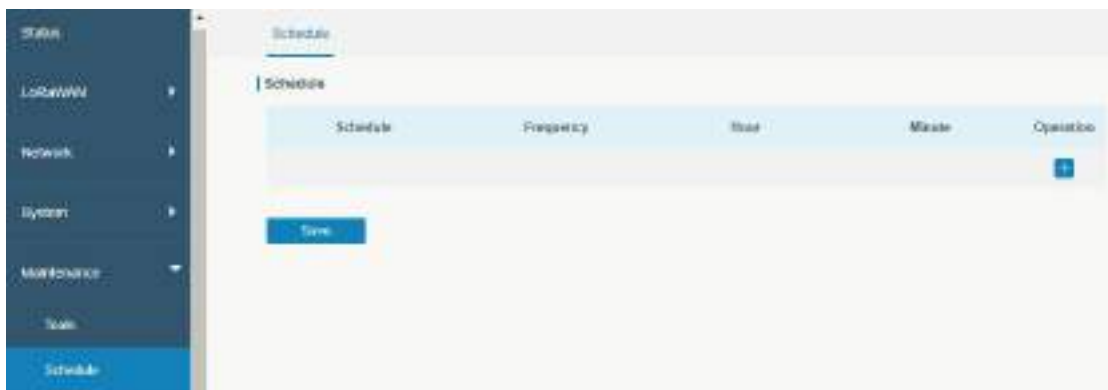 Status
LoRaWAN
Network
System
Maintenance
Tools
Schedule
Schedule
Schedule
Schedule Frequency Hour Minute Operation
Save